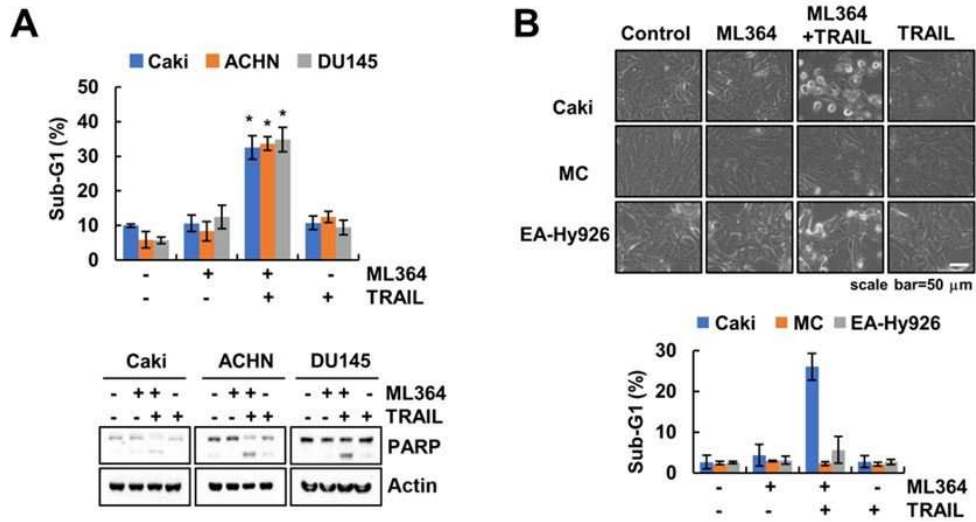 A
Caki ACHN DU145
Sub-G1 (%)
50
40
30
20
10
0
* * *
- + + - ML364
- - + + TRAIL
Caki ACHN DU145
- + + - - + + - - + + - ML364
- - + + - - + + - - + + TRAIL
PARP
Actin
B
Control ML364 ML364 +TRAIL TRAIL
Caki
MC
EA-Hy926
scale bar=50 μm
Caki MC EA-Hy926
Sub-G1 (%)
30
20
10
0
- + + - ML364
- - + + TRAIL